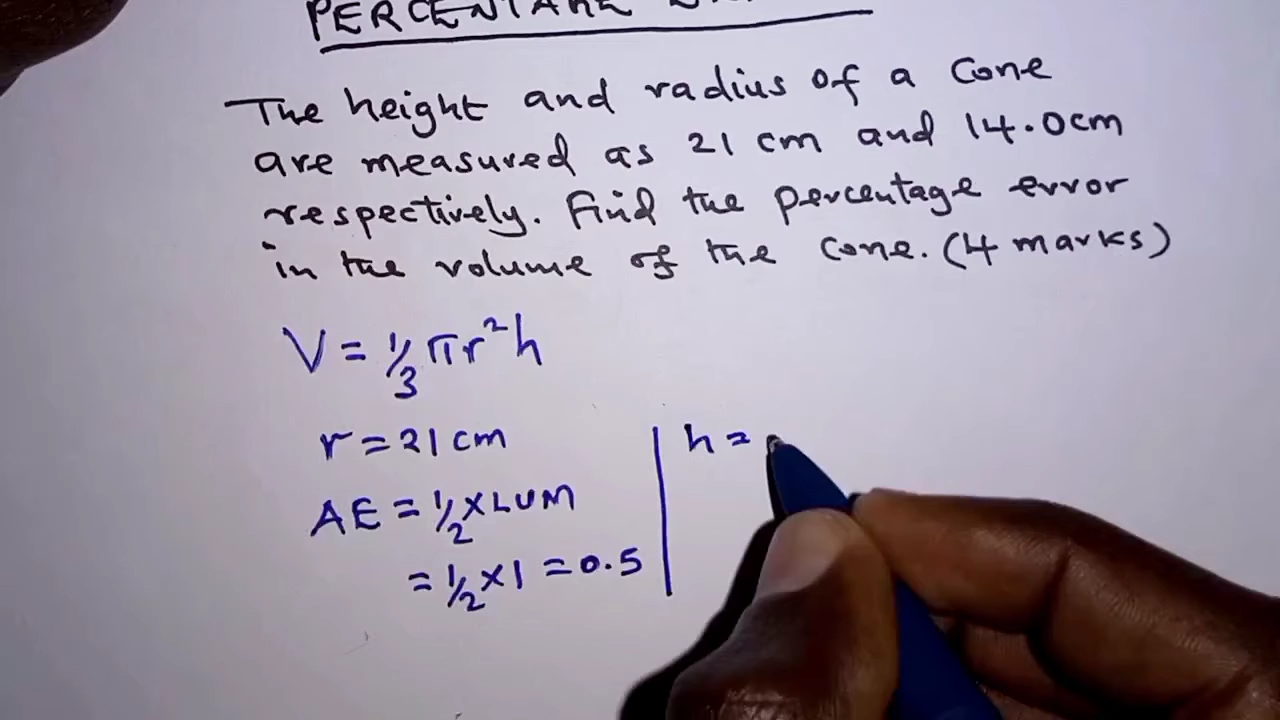 The height and radius of a cone
are measured as 21 cm and 14.0cm
respectively. Find the percentage error
in the volume of the cone. (4 marks)
V = 1/3 πr²h
r = 21 cm
h =
AE = 1/2 × LUM
= 1/2 × 1 = 0.5